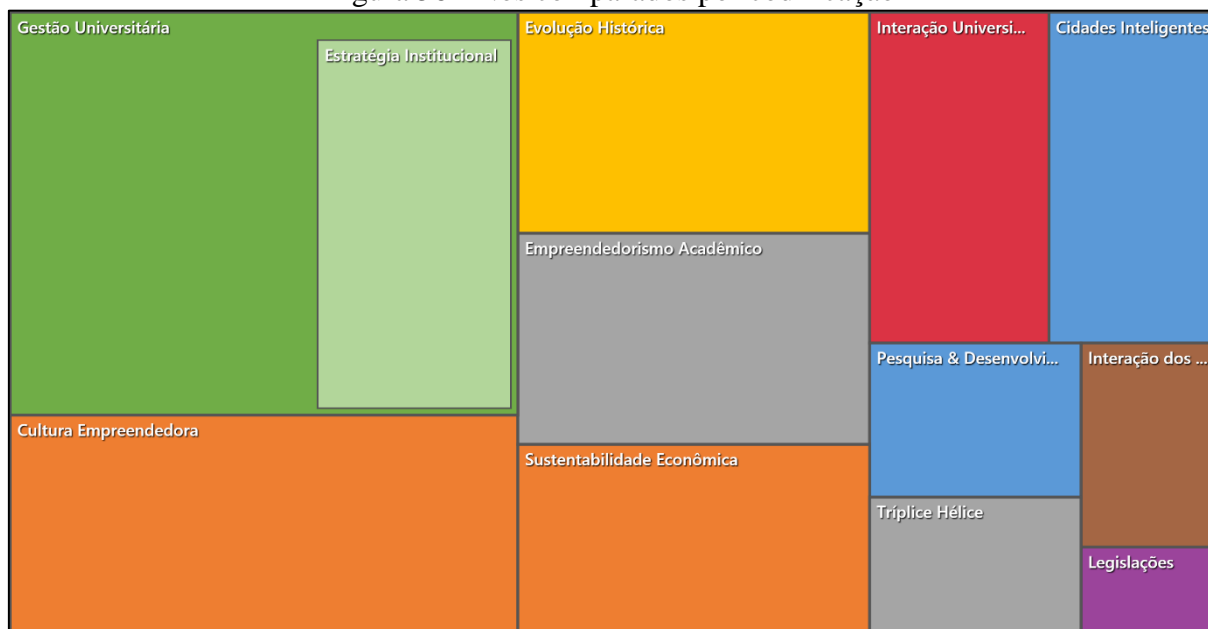 Gestão Universitária
Estratégia Institucional
Cultura Empreendedora
Evolução Histórica
Empreendedorismo Acadêmico
Sustentabilidade Econômica
Interação Universi...
Cidades Inteligentes
Pesquisa & Desenvolvi...
Interação dos ...
Tríplice Hélice
Legislações